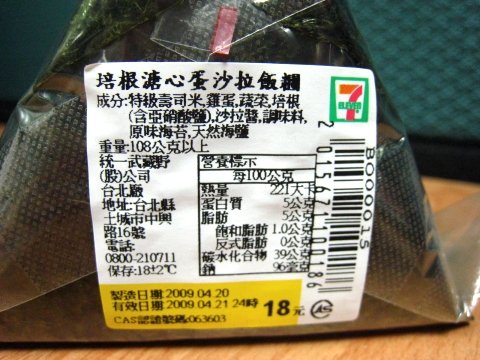 培根溏心蛋沙拉飯糰
成分:特級壽司米,雞蛋,蔬菜,培根
(含亞硝酸鹽),沙拉醬,調味料,
原味海苔,天然海鹽
重量:108公克以上
統一武藏野
(股)公司
台北廠
地址:台北縣
土城市中興
路16號
電話:
0800-210711
保存:18±2℃
營養標示
每100公克
熱量 221大卡
蛋白質 5公克
脂肪 5公克
飽和脂肪 1.0公克
反式脂肪 0公克
碳水化合物 39公克
鈉 96毫克
7
ELEVEN
B0000015
製造日期:2009.04.20
有效日期:2009.04.21 24時
18元
CAS認證號碼:063603
CAS